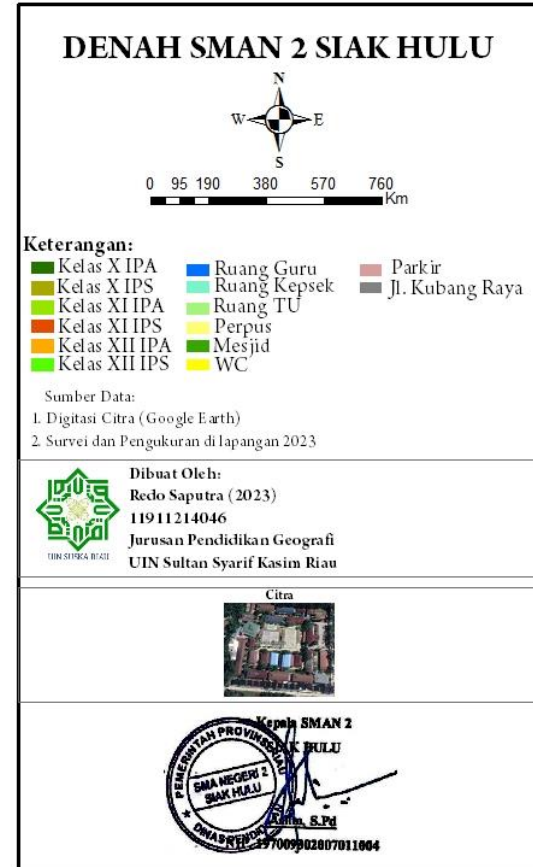 DENAH SMAN 2 SIAK HULU
N
W E
S
0 95 190 380 570 760
Km
Keterangan:
Kelas X IPA
Kelas X IPS
Kelas XI IPA
Kelas XI IPS
Kelas XII IPA
Kelas XII IPS
Ruang Guru
Ruang Kepsek
Ruang TU
Perpus
Mesjid
WC
Parkir
Jl. Kubang Raya
Sumber Data:
1. Digitasi Citra (Google Earth)
2. Survei dan Pengukuran di lapangan 2023
UIN SUSKA RIAU
Dibuat Oleh:
Redo Saputra (2023)
11911214046
Jurusan Pendidikan Geografi
UIN Sultan Syarif Kasim Riau
Citra
Kepala SMAN 2
SIAK HULU
PEMERINTAH PROVINSI RIAU
SMA NEGERI 2
SIAK HULU
DINAS PENDIDIKAN
S.Pd